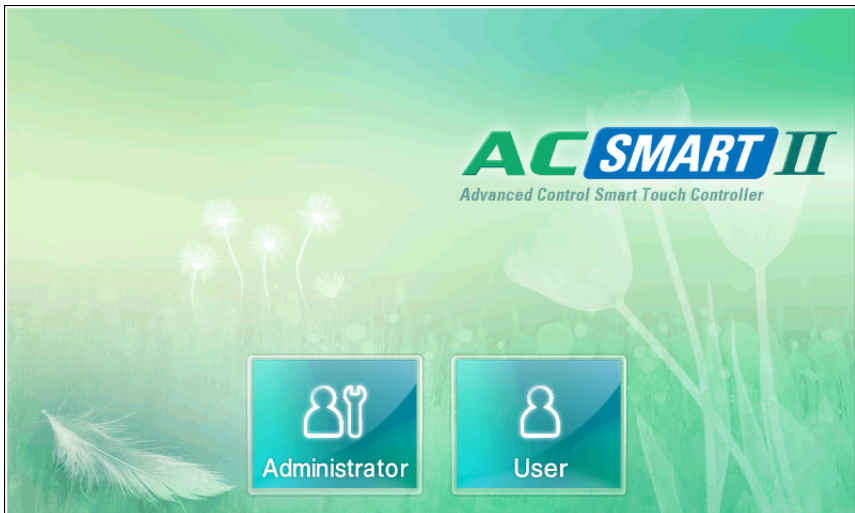 AC SMART II
Advanced Control Smart Touch Controller
Administrator
User